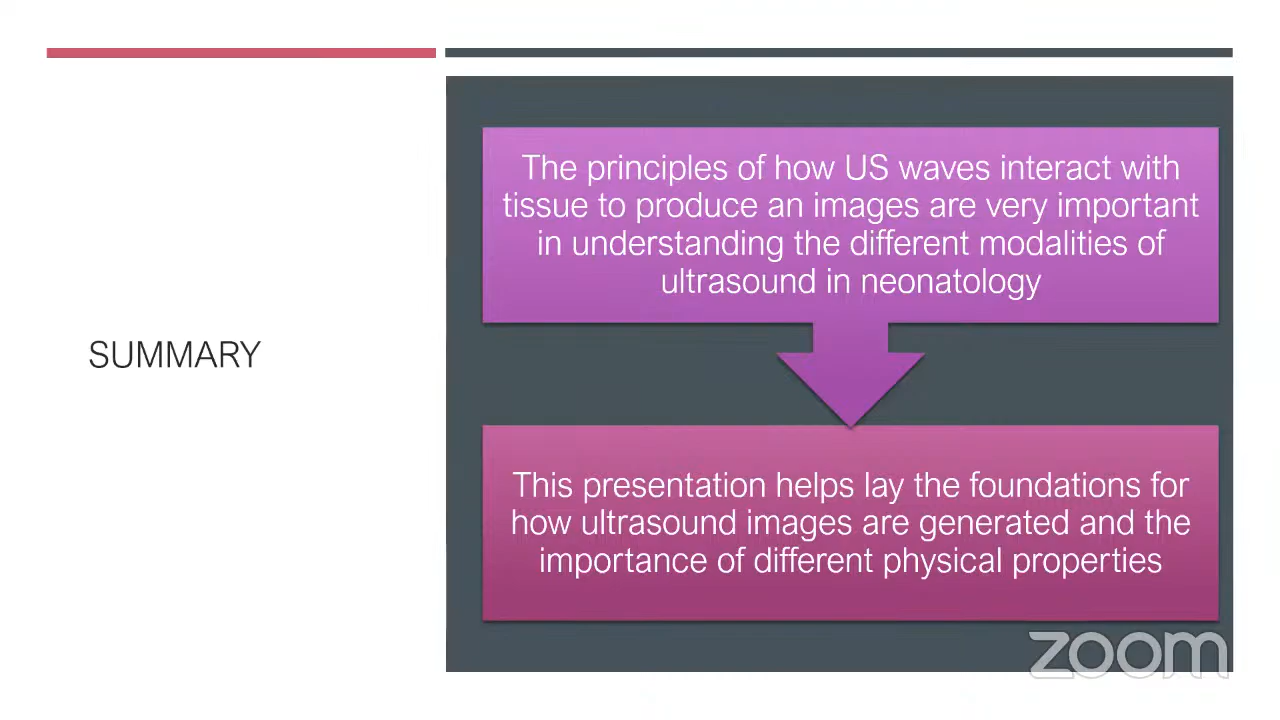 SUMMARY
The principles of how US waves interact with
tissue to produce an images are very important
in understanding the different modalities of
ultrasound in neonatology
This presentation helps lay the foundations for
how ultrasound images are generated and the
importance of different physical properties
zoom